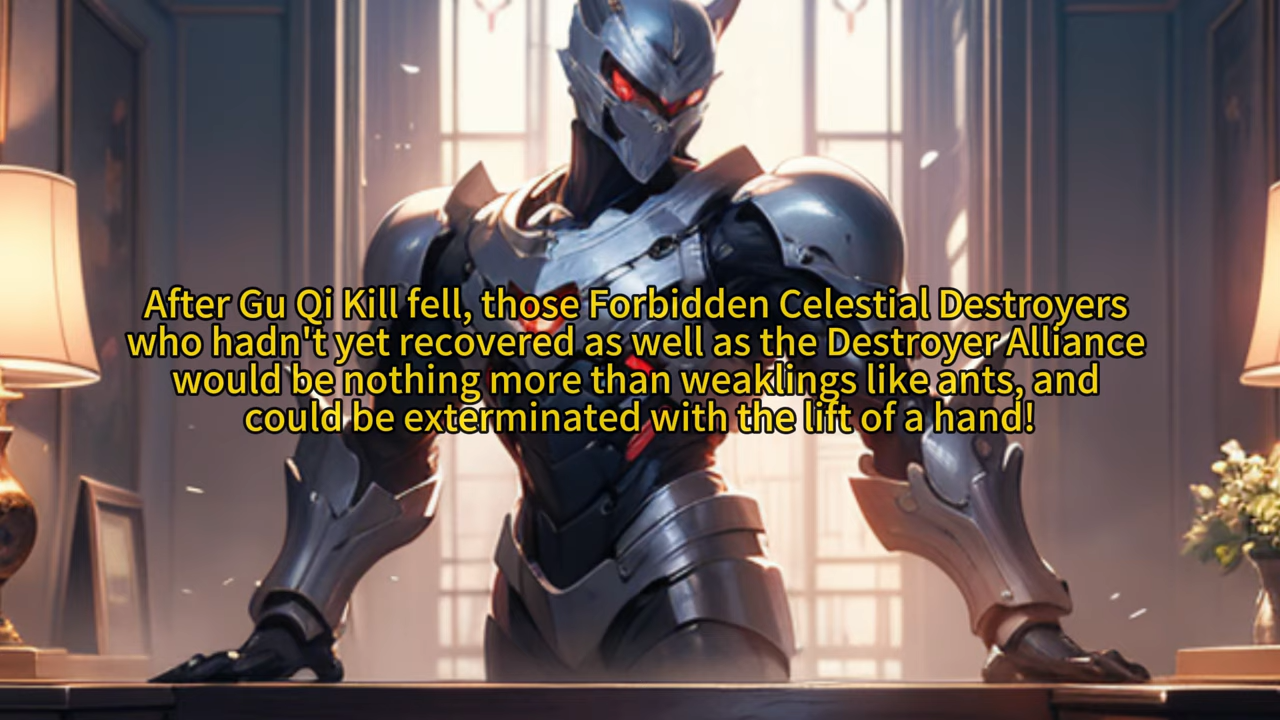 After Gu Qi Kill fell, those Forbidden Celestial Destroyers
who hadn't yet recovered as well as the Destroyer Alliance
would be nothing more than weaklings like ants, and
could be exterminated with the lift of a hand!